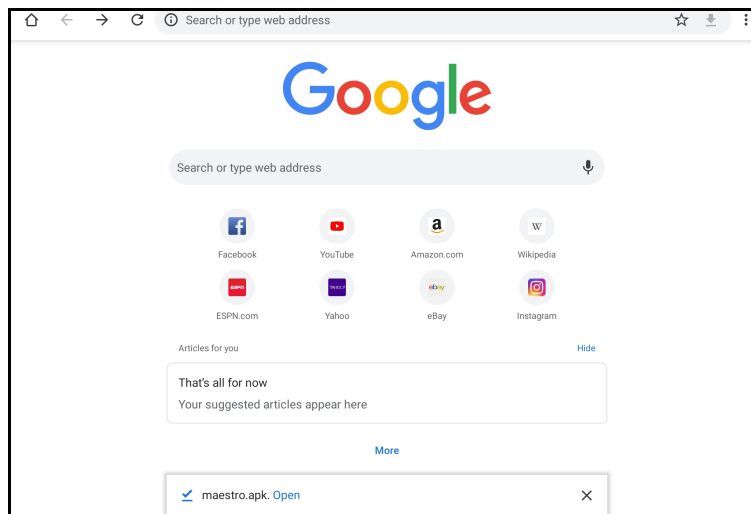 Search or type web address
Google
Search or type web address
Facebook YouTube Amazon.com Wikipedia
ESPN.com Yahoo eBay Instagram
Articles for you Hide
That's all for now
Your suggested articles appear here
More
maestro.apk. Open